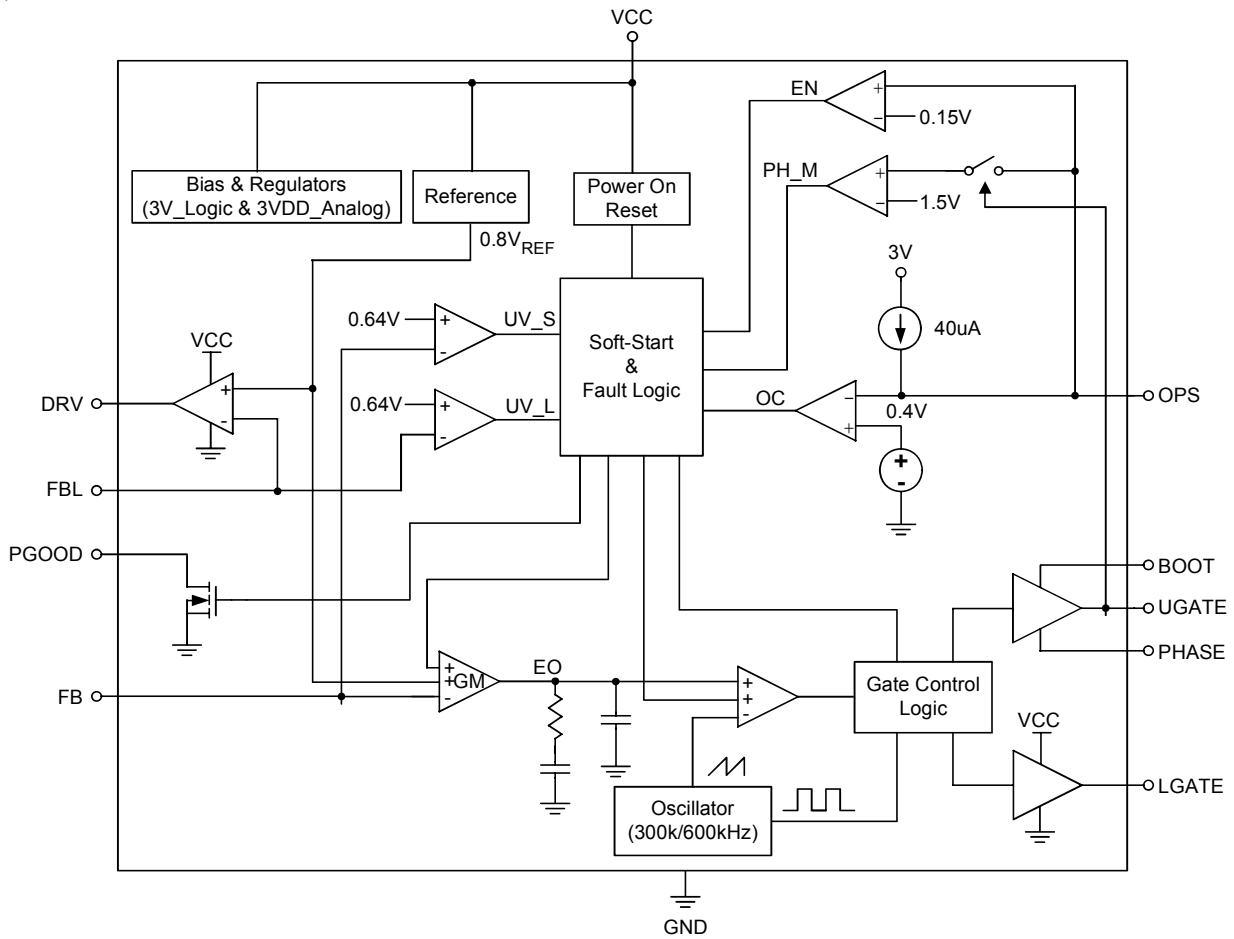 VCC
EN
+
−
0.15V
PH_M
+
−
1.5V
Bias & Regulators
(3V_Logic & 3VDD_Analog)
Reference
Power On
Reset
0.8VREF
3V
40uA
0.64V
+
-
UV_S
Soft-Start
&
Fault Logic
VCC
DRV
+
-
0.64V
+
-
UV_L
OC
−
+
0.4V
+
-
OPS
FBL
PGOOD
BOOT
UGATE
PHASE
FB
+
+
-
GM
EO
+
+
-
Gate Control
Logic
VCC
LGATE
Oscillator
(300k/600kHz)
GND